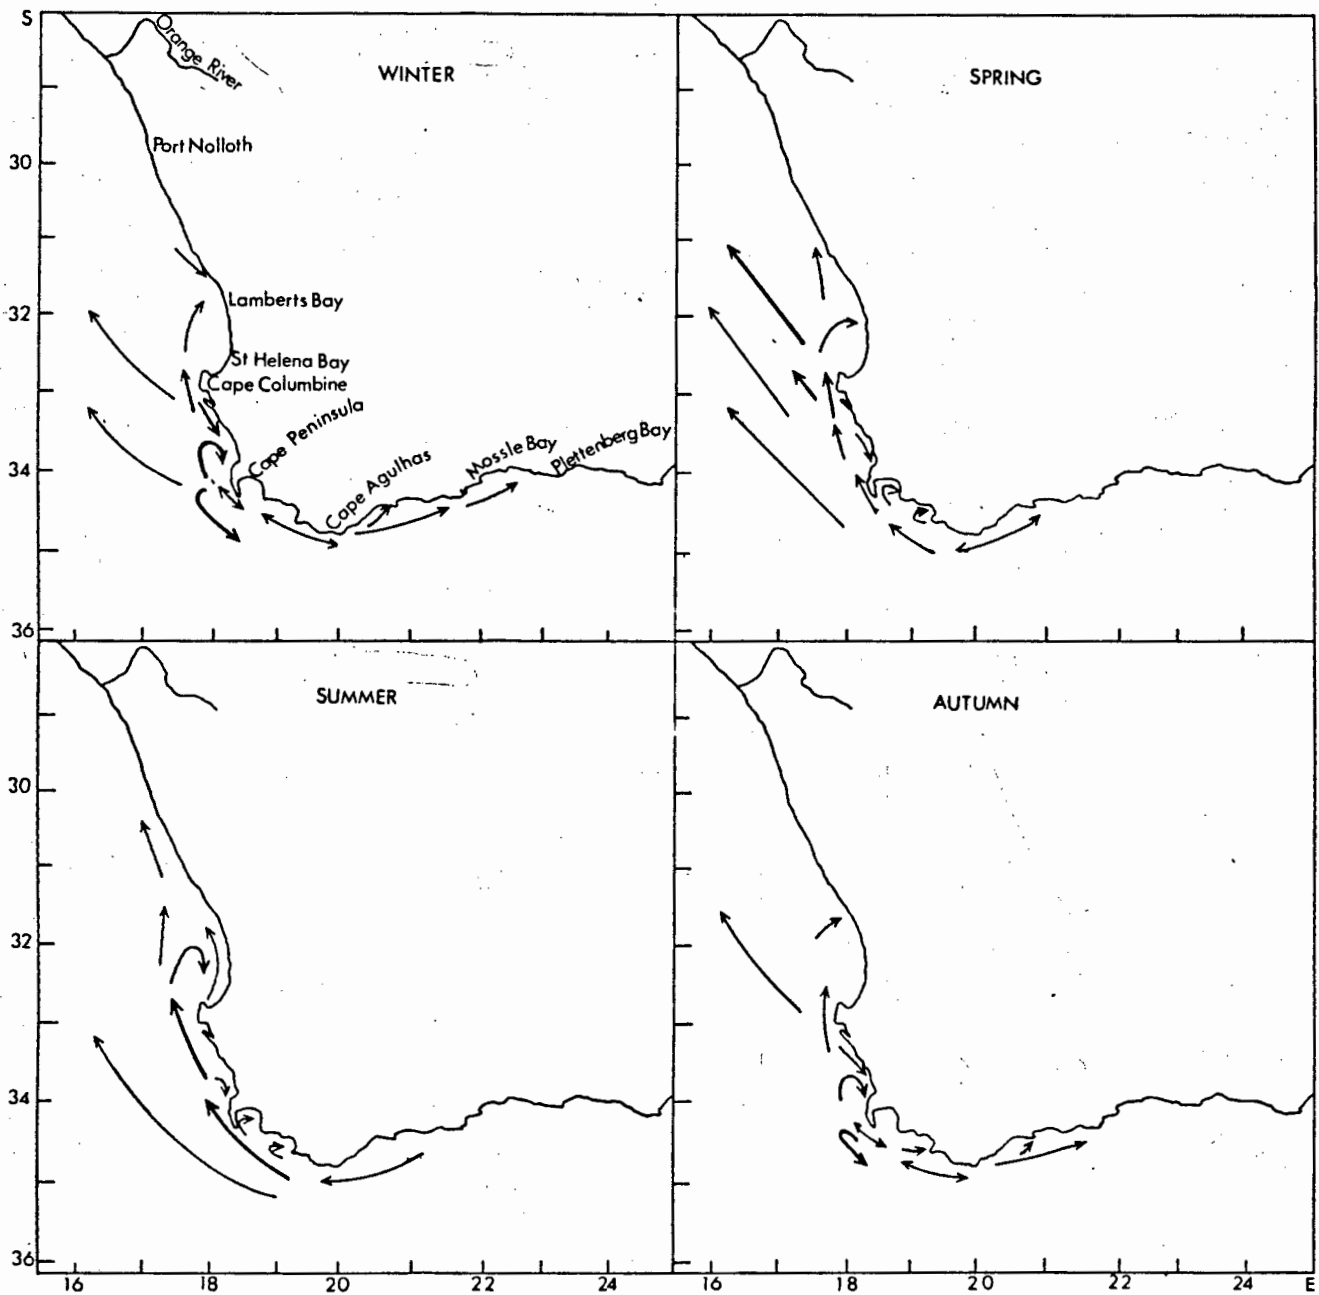 S
Orange River
WINTER
SPRING
Port Nolloth
30
Lamberts Bay
32
St Helena Bay
Cape Columbine
Cape Peninsula
Cape Agulhas
Mossle Bay
Plettenberg Bay
34
36
SUMMER
AUTUMN
30
32
34
36
16 18 20 22 24
16 18 20 22 24 E